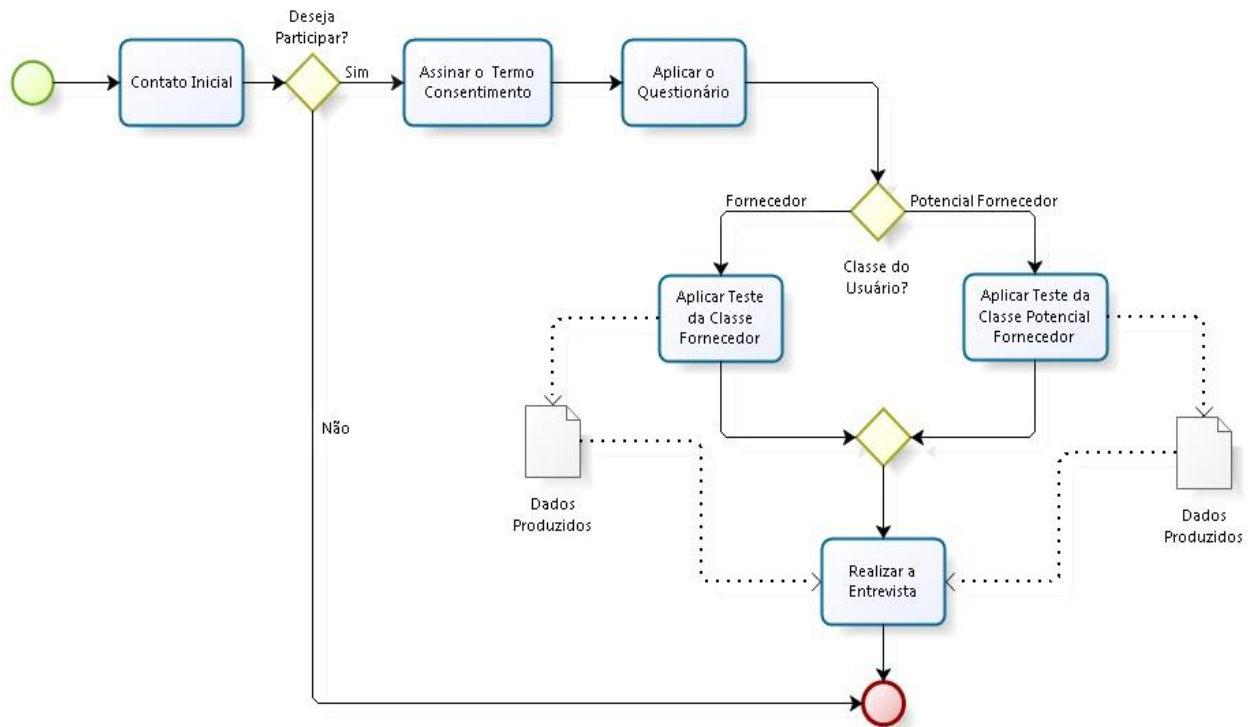 Deseja
Participar?
Contato Inicial
Sim
Assinar o Termo
Consentimento
Aplicar o
Questionário
Fornecedor
Potencial Fornecedor
Classe do
Usuário?
Aplicar Teste
da Classe
Fornecedor
Aplicar Teste da
Classe Potencial
Fornecedor
Não
Dados
Produzidos
Dados
Produzidos
Realizar a
Entrevista